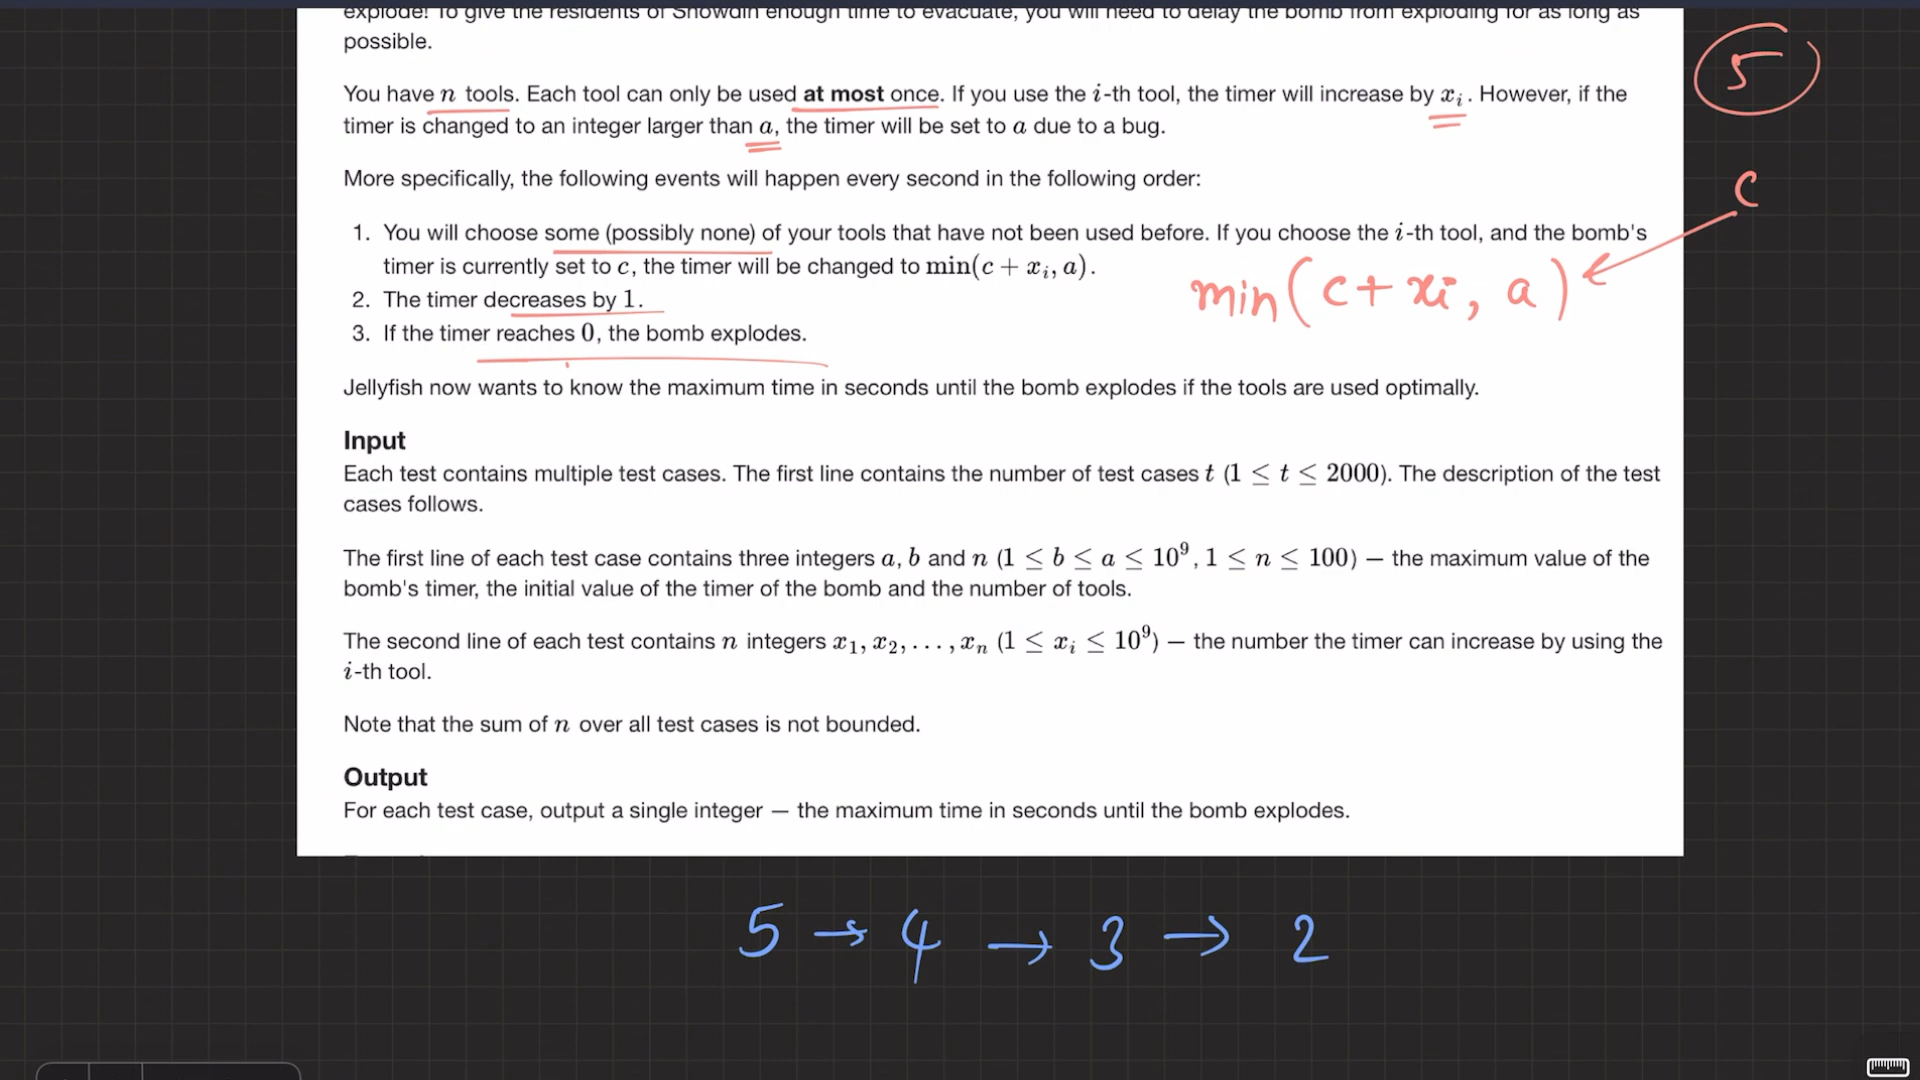 explode! To give the residents of Snowdin enough time to evacuate, you will need to delay the bomb from exploding for as long as
possible.
5
You have n tools. Each tool can only be used at most once. If you use the i-th tool, the timer will increase by xᵢ. However, if the
timer is changed to an integer larger than a, the timer will be set to a due to a bug.
More specifically, the following events will happen every second in the following order:
c
1. You will choose some (possibly none) of your tools that have not been used before. If you choose the i-th tool, and the bomb's
timer is currently set to c, the timer will be changed to min(c + xᵢ, a).
min(c+xi, a)
2. The timer decreases by 1.
3. If the timer reaches 0, the bomb explodes.
Jellyfish now wants to know the maximum time in seconds until the bomb explodes if the tools are used optimally.
Input
Each test contains multiple test cases. The first line contains the number of test cases t (1 ≤ t ≤ 2000). The description of the test
cases follows.
The first line of each test case contains three integers a, b and n (1 ≤ b ≤ a ≤ 10⁹, 1 ≤ n ≤ 100) — the maximum value of the
bomb's timer, the initial value of the timer of the bomb and the number of tools.
The second line of each test contains n integers x₁, x₂, . . . , xₙ (1 ≤ xᵢ ≤ 10⁹) — the number the timer can increase by using the
i-th tool.
Note that the sum of n over all test cases is not bounded.
Output
For each test case, output a single integer — the maximum time in seconds until the bomb explodes.
5 → 4 → 3 → 2